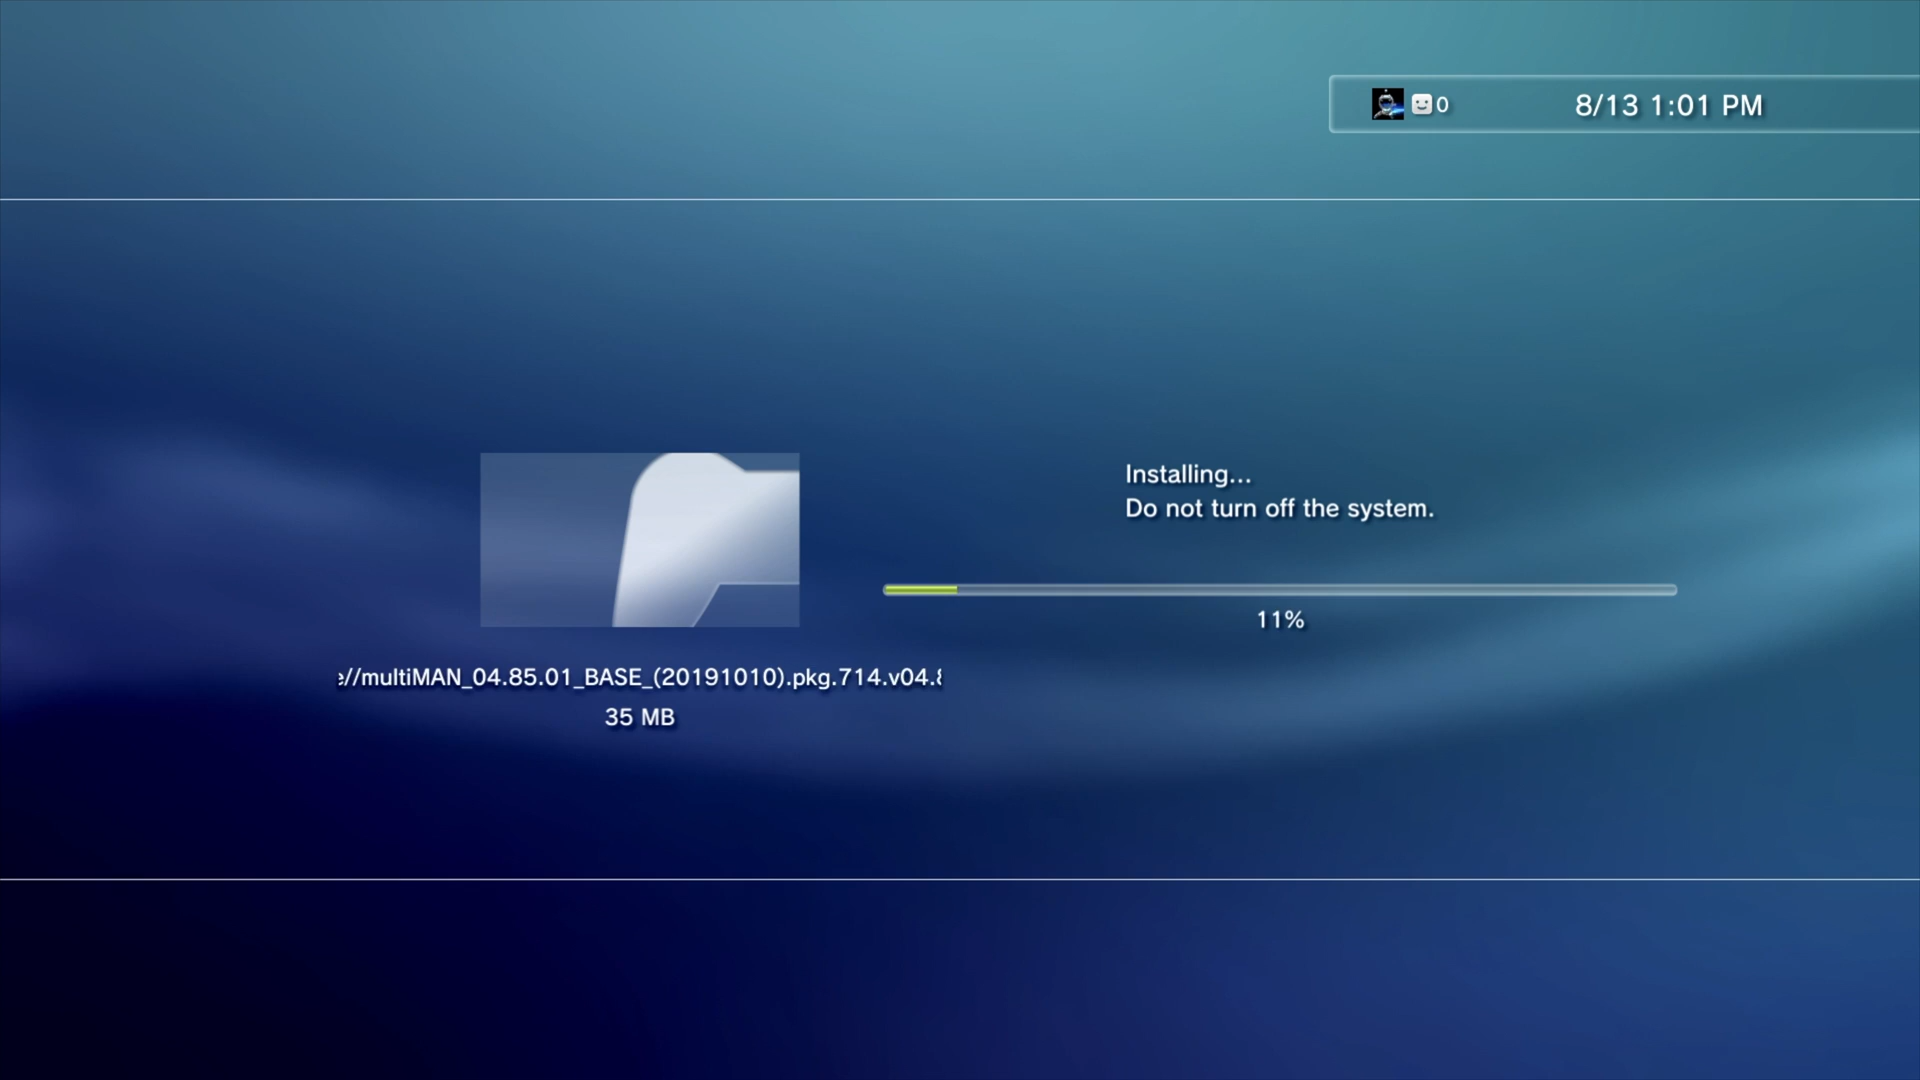 0 8/13 1:01 PM
Installing...
Do not turn off the system.
11%
//multiMAN_04.85.01_BASE_(20191010).pkg.714.v04.
35 MB